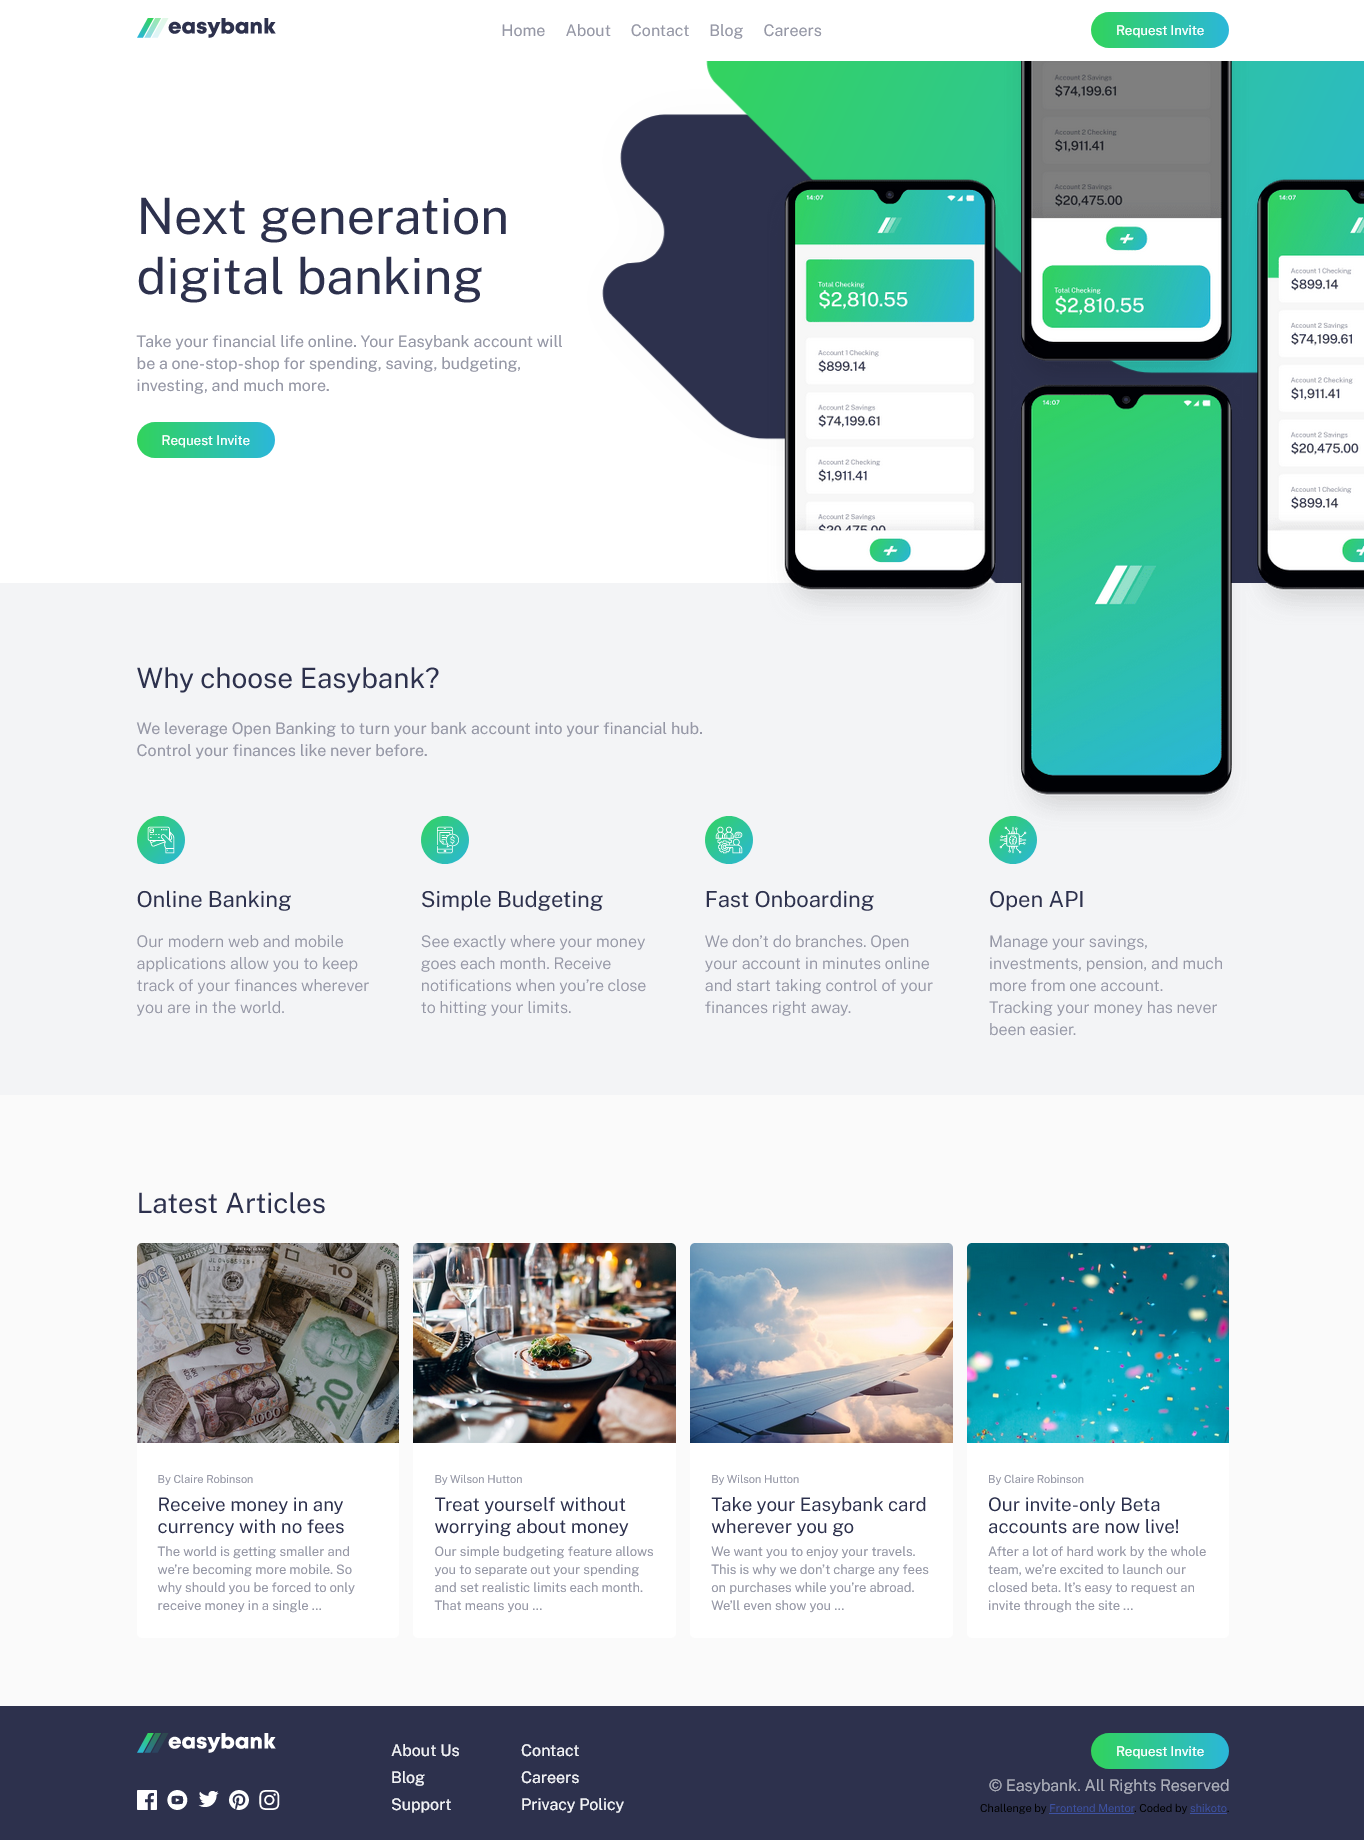 easybank
Home About Contact Blog Careers
Request Invite
Next generation
digital banking
Take your financial life online. Your Easybank account will
be a one-stop-shop for spending, saving, budgeting,
investing, and much more.
Request Invite
14:07
Total Checking
$2,810.55
Account 1 Checking
$899.14
Account 2 Savings
$74,199.61
Account 2 Checking
$1,911.41
Account 2 Savings
$20,475.00
Account 2 Savings
$74,199.61
Account 2 Checking
$1,911.41
Account 2 Savings
$20,475.00
Total Checking
$2,810.55
14:07
14:07
Account 1 Checking
$899.14
Account 2 Savings
$74,199.61
Account 2 Checking
$1,911.41
Account 2 Savings
$20,475.00
Account 1 Checking
$899.14
Why choose Easybank?
We leverage Open Banking to turn your bank account into your financial hub.
Control your finances like never before.
Online Banking
Our modern web and mobile
applications allow you to keep
track of your finances wherever
you are in the world.
Simple Budgeting
See exactly where your money
goes each month. Receive
notifications when you're close
to hitting your limits.
Fast Onboarding
We don't do branches. Open
your account in minutes online
and start taking control of your
finances right away.
Open API
Manage your savings,
investments, pension, and much
more from one account.
Tracking your money has never
been easier.
Latest Articles
By Claire Robinson
Receive money in any
currency with no fees
The world is getting smaller and
we're becoming more mobile. So
why should you be forced to only
receive money in a single ...
By Wilson Hutton
Treat yourself without
worrying about money
Our simple budgeting feature allows
you to separate out your spending
and set realistic limits each month.
That means you ...
By Wilson Hutton
Take your Easybank card
wherever you go
We want you to enjoy your travels.
This is why we don't charge any fees
on purchases while you're abroad.
We'll even show you ...
By Claire Robinson
Our invite-only Beta
accounts are now live!
After a lot of hard work by the whole
team, we're excited to launch our
closed beta. It's easy to request an
invite through the site ...
easybank
About Us
Blog
Support
Contact
Careers
Privacy Policy
Request Invite
© Easybank. All Rights Reserved
Challenge by Frontend Mentor. Coded by shikoto.